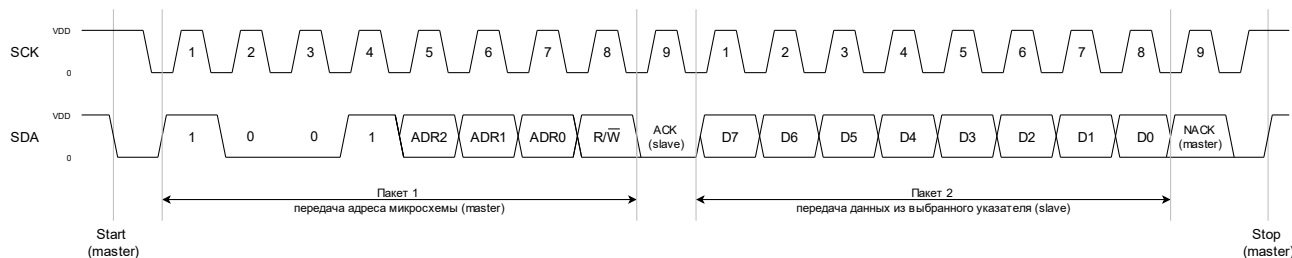 VDD
SCK
1 2 3 4 5 6 7 8 9 1 2 3 4 5 6 7 8 9
0
VDD
SDA
1 0 0 1 ADR2 ADR1 ADR0 R/W̅ ACK (slave) D7 D6 D5 D4 D3 D2 D1 D0 NACK (master)
0
Пакет 1
передача адреса микросхемы (master)
Пакет 2
передача данных из выбранного указателя (slave)
Start
(master)
Stop
(master)